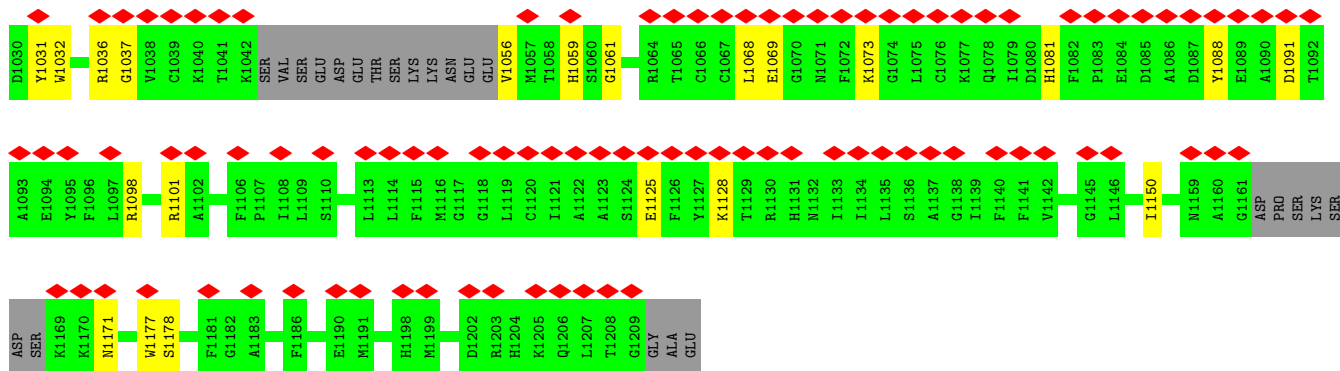 D1030 Y1031 W1032 R1036 G1037 V1038 C1039 K1040 T1041 K1042 SER VAL SER GLU ASP GLU THR SER LYS LYS ASN GLU GLU V1056 M1057 T1058 H1059 S1060 G1061 R1064 T1065 C1066 C1067 L1068 E1069 G1070 N1071 F1072 K1073 G1074 L1075 C1076 K1077 Q1078 I1079 D1080 H1081 F1082 P1083 E1084 D1085 A1086 D1087 Y1088 E1089 A1090 D1091 T1092
A1093 E1094 Y1095 F1096 L1097 R1098 R1101 A1102 F1106 P1107 I1108 L1109 S1110 L1113 L1114 F1115 M1116 G1117 G1118 L1119 C1120 I1121 A1122 A1123 S1124 E1125 F1126 Y1127 K1128 T1129 R1130 H1131 N1132 I1133 I1134 L1135 S1136 A1137 G1138 I1139 F1140 F1141 V1142 G1145 L1146 I1150 N1159 A1160 G1161 ASP PRO SER LYS SER
ASP SER K1169 K1170 N1171 W1177 S1178 F1181 G1182 A1183 F1186 E1190 M1191 H1198 M1199 D1202 R1203 H1204 K1205 Q1206 L1207 T1208 G1209 GLY ALA GLU